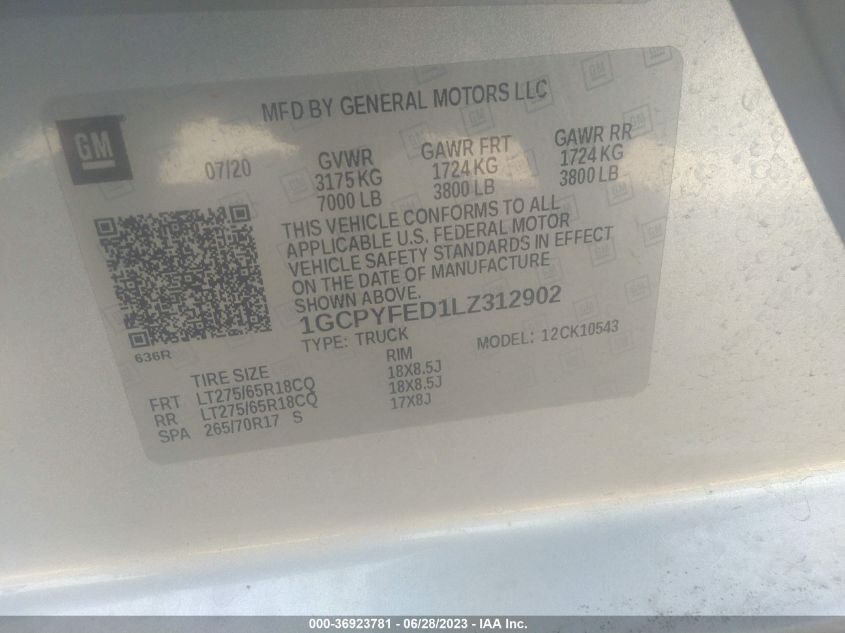 MFD BY GENERAL MOTORS LLC
GM
07/20
GVWR
3175 KG
7000 LB
GAWR FRT
1724 KG
3800 LB
GAWR RR
1724 KG
3800 LB
THIS VEHICLE CONFORMS TO ALL
APPLICABLE U.S. FEDERAL MOTOR
VEHICLE SAFETY STANDARDS IN EFFECT
ON THE DATE OF MANUFACTURE
SHOWN ABOVE.
1GCPYFED1LZ312902
TYPE: TRUCK
MODEL: 12CK10543
636R
TIRE SIZE RIM
FRT LT275/65R18CQ 18X8.5J
RR LT275/65R18CQ 18X8.5J
SPA 265/70R17 S 17X8J
000-36923781 - 06/28/2023 - IAA Inc.